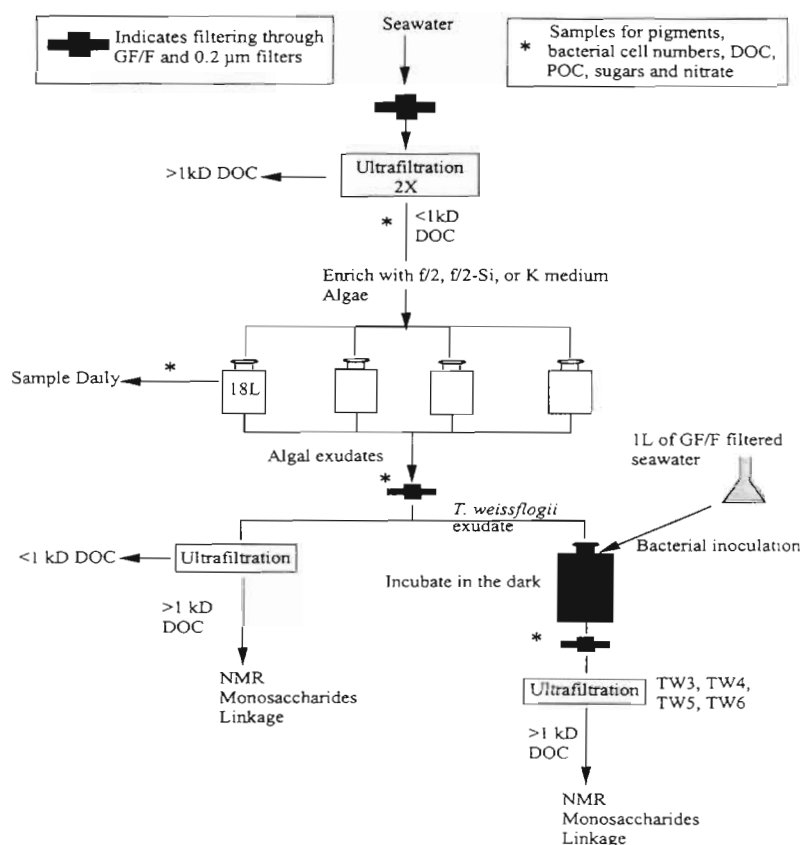 Indicates filtering through
GF/F and 0.2 µm filters
Seawater
* Samples for pigments,
bacterial cell numbers, DOC,
POC, sugars and nitrate
Ultrafiltration
2X
>1kD DOC
*
<1kD
DOC
Enrich with f/2, f/2-Si, or K medium
Algae
Sample Daily
*
18L
1L of GF/F filtered
seawater
Algal exudates
*
T. weissflogii
exudate
<1 kD DOC
Ultrafiltration
Bacterial inoculation
Incubate in the dark
>1 kD
DOC
*
NMR
Monosaccharides
Linkage
Ultrafiltration
TW3, TW4,
TW5, TW6
>1 kD
DOC
NMR
Monosaccharides
Linkage